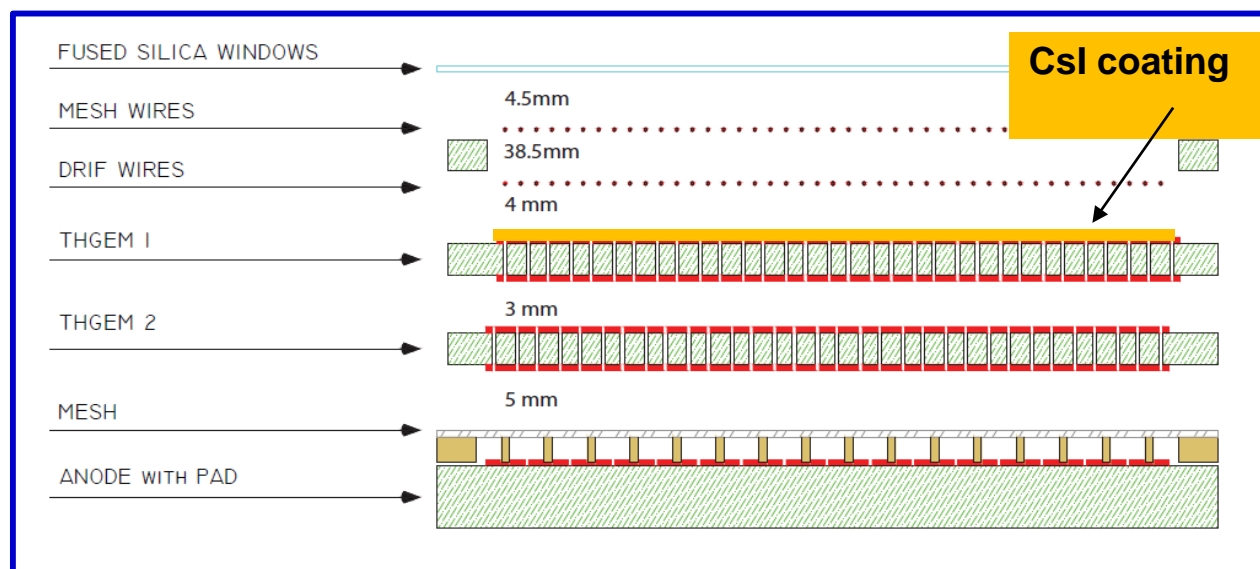 FUSED SILICA WINDOWS
CsI coating
4.5mm
MESH WIRES
38.5mm
DRIF WIRES
4 mm
THGEM I
3 mm
THGEM 2
5 mm
MESH
ANODE WITH PAD